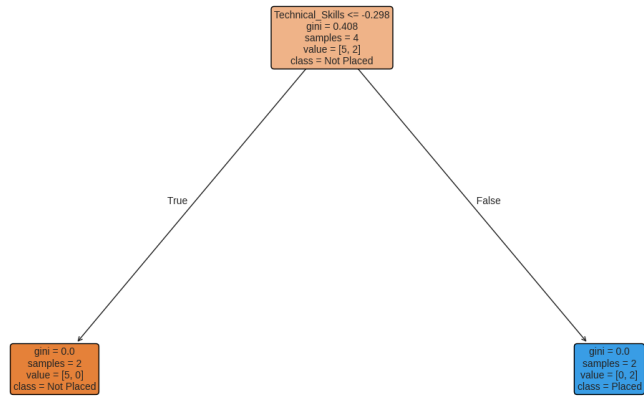 Technical_Skills <= -0.298
gini = 0.408
samples = 4
value = [5, 2]
class = Not Placed
True
False
gini = 0.0
samples = 2
value = [5, 0]
class = Not Placed
gini = 0.0
samples = 2
value = [0, 2]
class = Placed